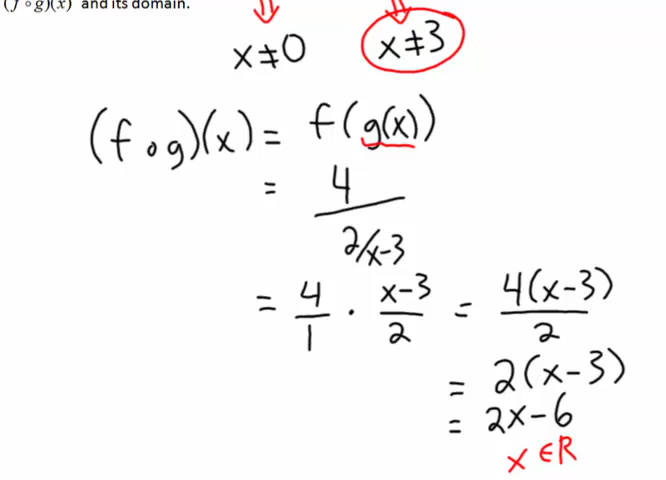 (f ∘ g)(x) and its domain.
x≠0 x≠3
(f∘g)(x) = f(g(x))
= 4 / (2/x-3)
= 4/1 · x-3/2 = 4(x-3)/2
= 2(x-3)
= 2x-6
x ∈ R